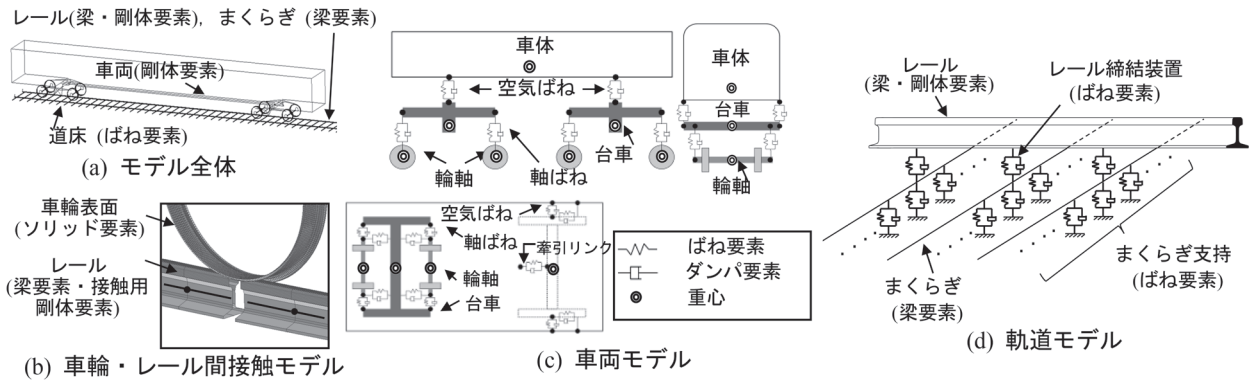 レール(梁・剛体要素),まくらぎ (梁要素)
車両(剛体要素)
道床 (ばね要素)
(a) モデル全体
車輪表面
(ソリッド要素)
レール
(梁要素・接触用
剛体要素)
(b) 車輪・レール間接触モデル
車体
空気ばね
台車
輪軸
軸ばね
車体
台車
輪軸
空気ばね
軸ばね
牽引リンク
輪軸
台車
ばね要素
ダンパ要素
重心
(c) 車両モデル
レール
(梁・剛体要素)
レール締結装置
(ばね要素)
まくらぎ
(梁要素)
まくらぎ支持
(ばね要素)
(d) 軌道モデル